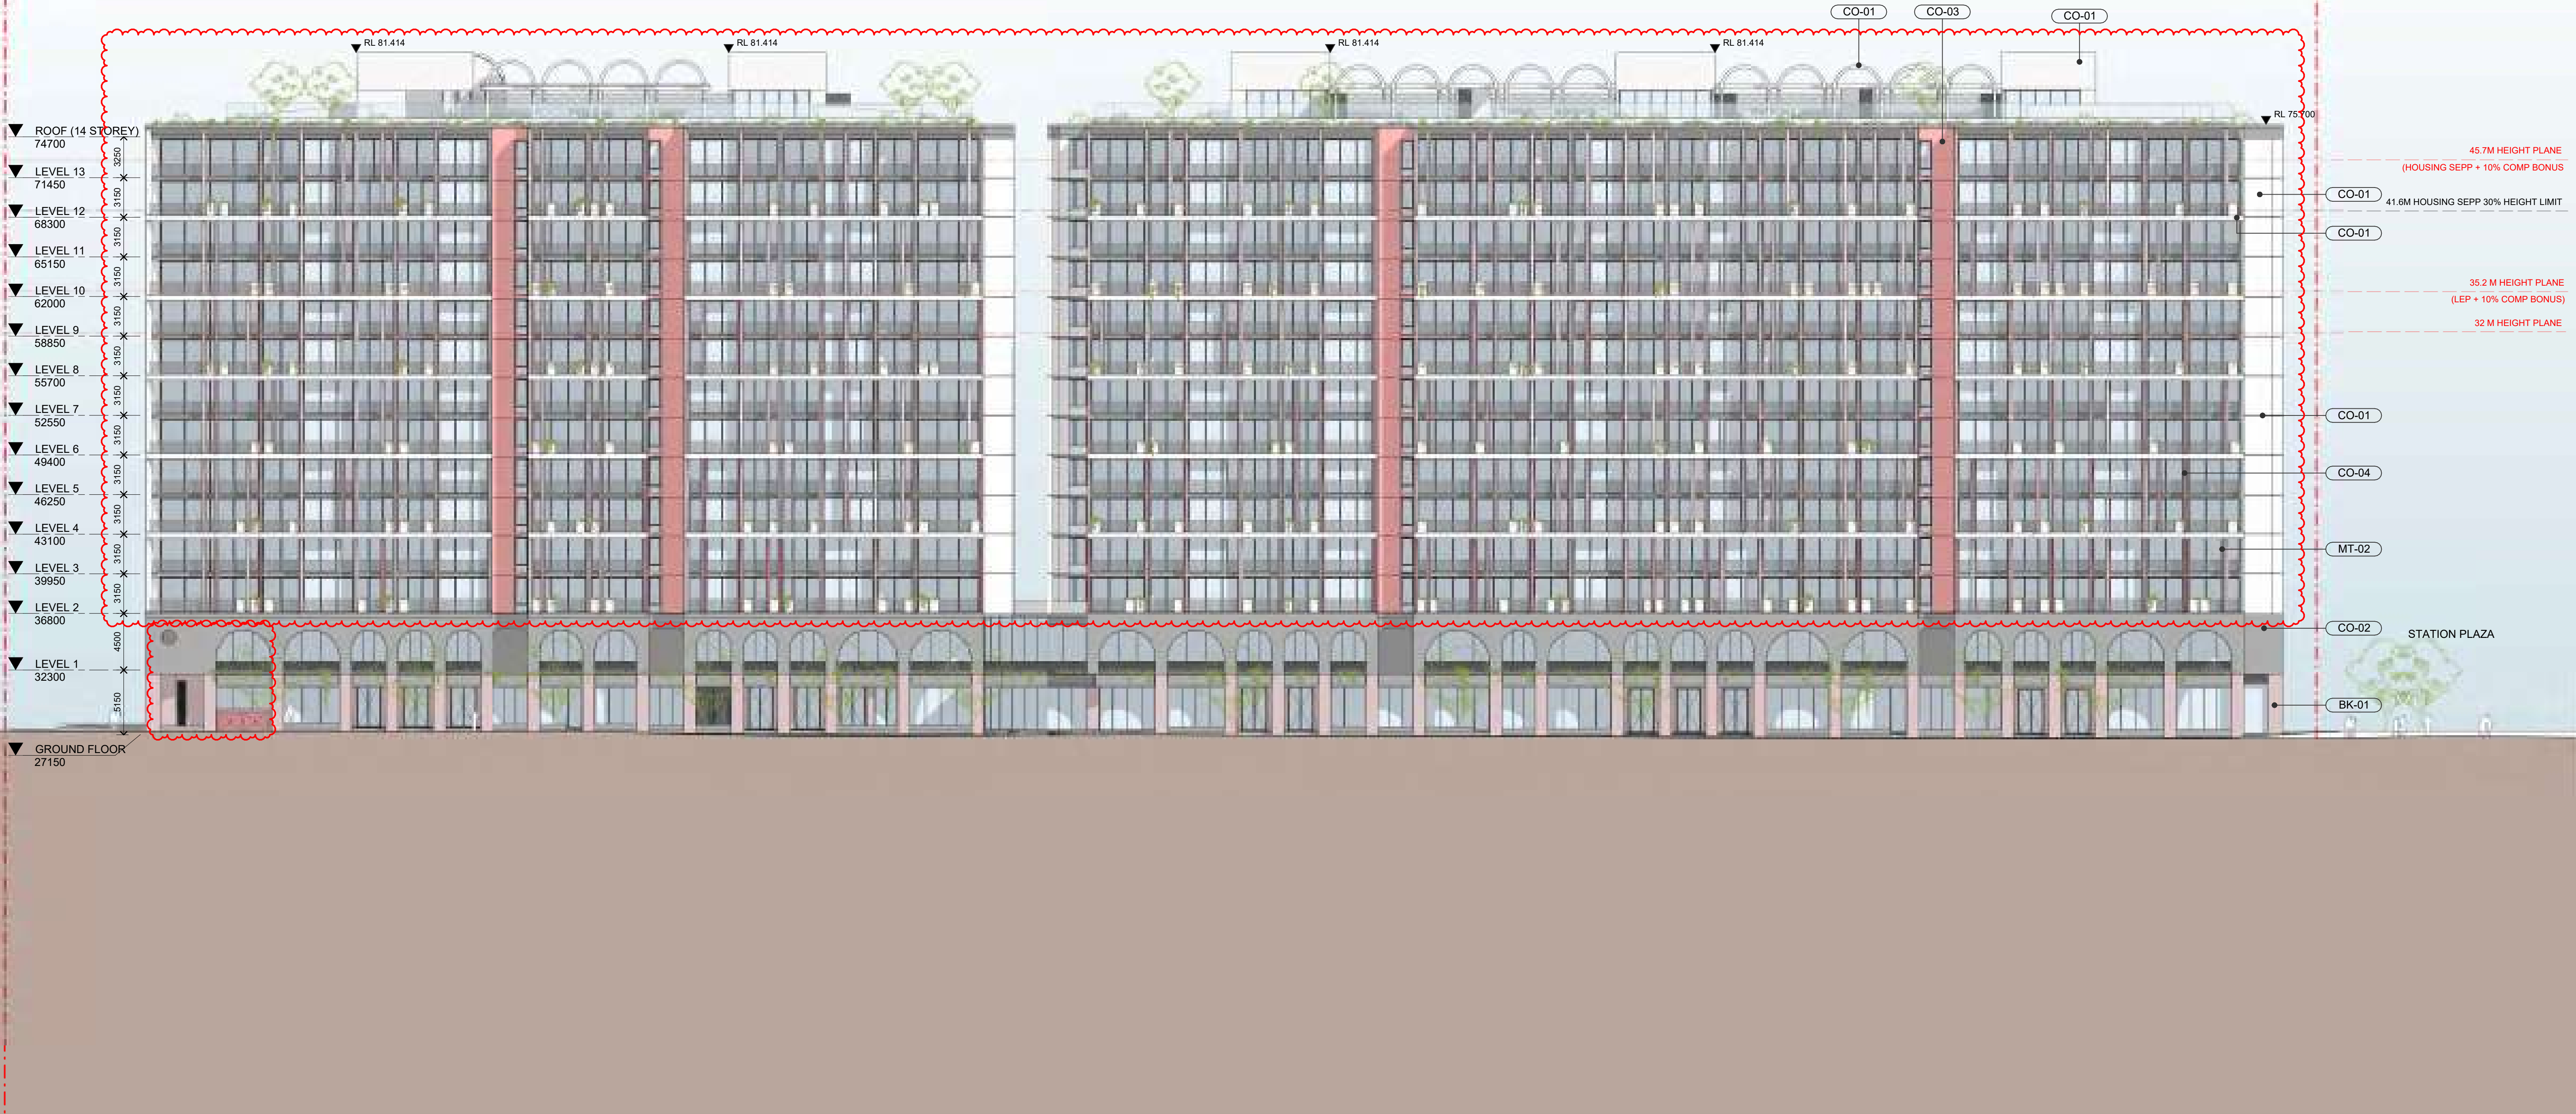 CO-01
CO-03
CO-01
RL 81.414
RL 81.414
RL 81.414
RL 81.414
RL 75.700
ROOF (14 STOREY)
74700
3250
LEVEL 13
71450
3150
LEVEL 12
68300
3150
LEVEL 11
65150
3150
LEVEL 10
62000
3150
LEVEL 9
58850
3150
LEVEL 8
55700
3150
LEVEL 7
52550
3150
LEVEL 6
49400
3150
LEVEL 5
46250
3150
LEVEL 4
43100
3150
LEVEL 3
39950
3150
LEVEL 2
36800
4500
LEVEL 1
32300
5150
GROUND FLOOR
27150
45.7M HEIGHT PLANE
(HOUSING SEPP + 10% COMP BONUS
CO-01
41.6M HOUSING SEPP 30% HEIGHT LIMIT
CO-01
35.2 M HEIGHT PLANE
(LEP + 10% COMP BONUS)
32 M HEIGHT PLANE
CO-01
CO-04
MT-02
CO-02
STATION PLAZA
BK-01